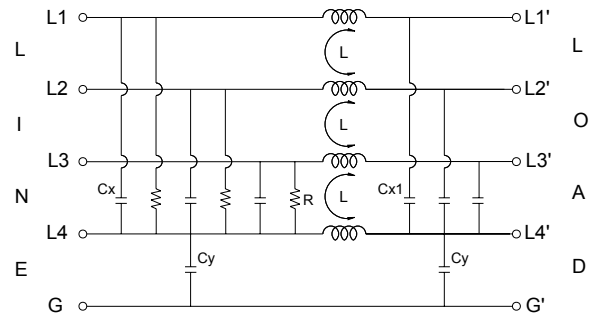 L1 L1'
L L L
L2 L2'
I L O
L3 L3'
Cx R Cx1
N L A
L4 L4'
Cy Cy
E D
G G'